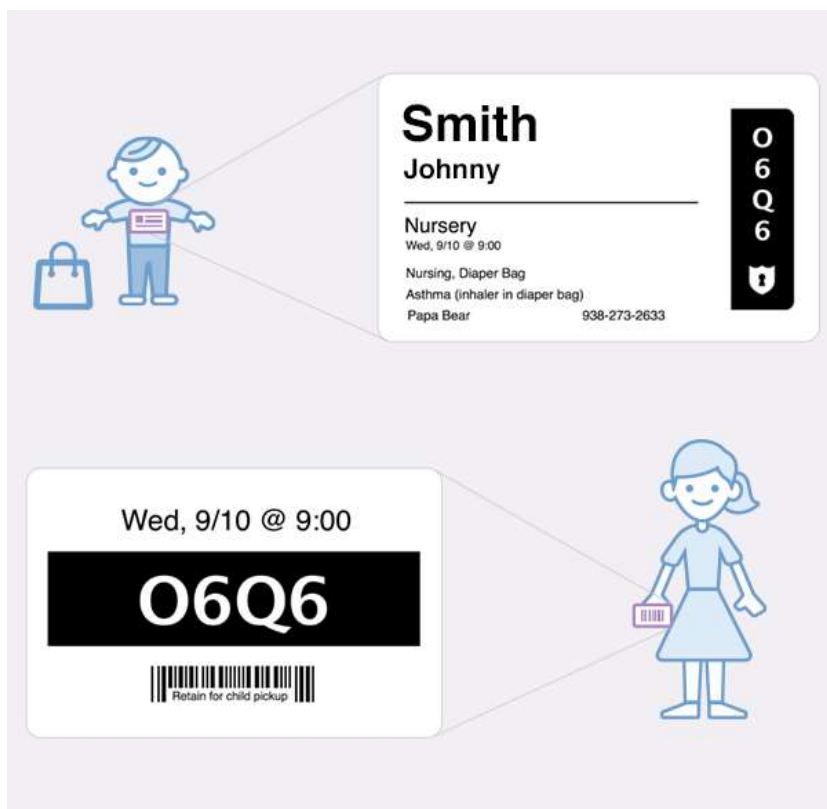 Smith
Johnny
Nursery
Wed, 9/10 @ 9:00
Nursing, Diaper Bag
Asthma (inhaler in diaper bag)
Papa Bear 938-273-2633
O
6
Q
6
Wed, 9/10 @ 9:00
O6Q6
Retain for child pickup